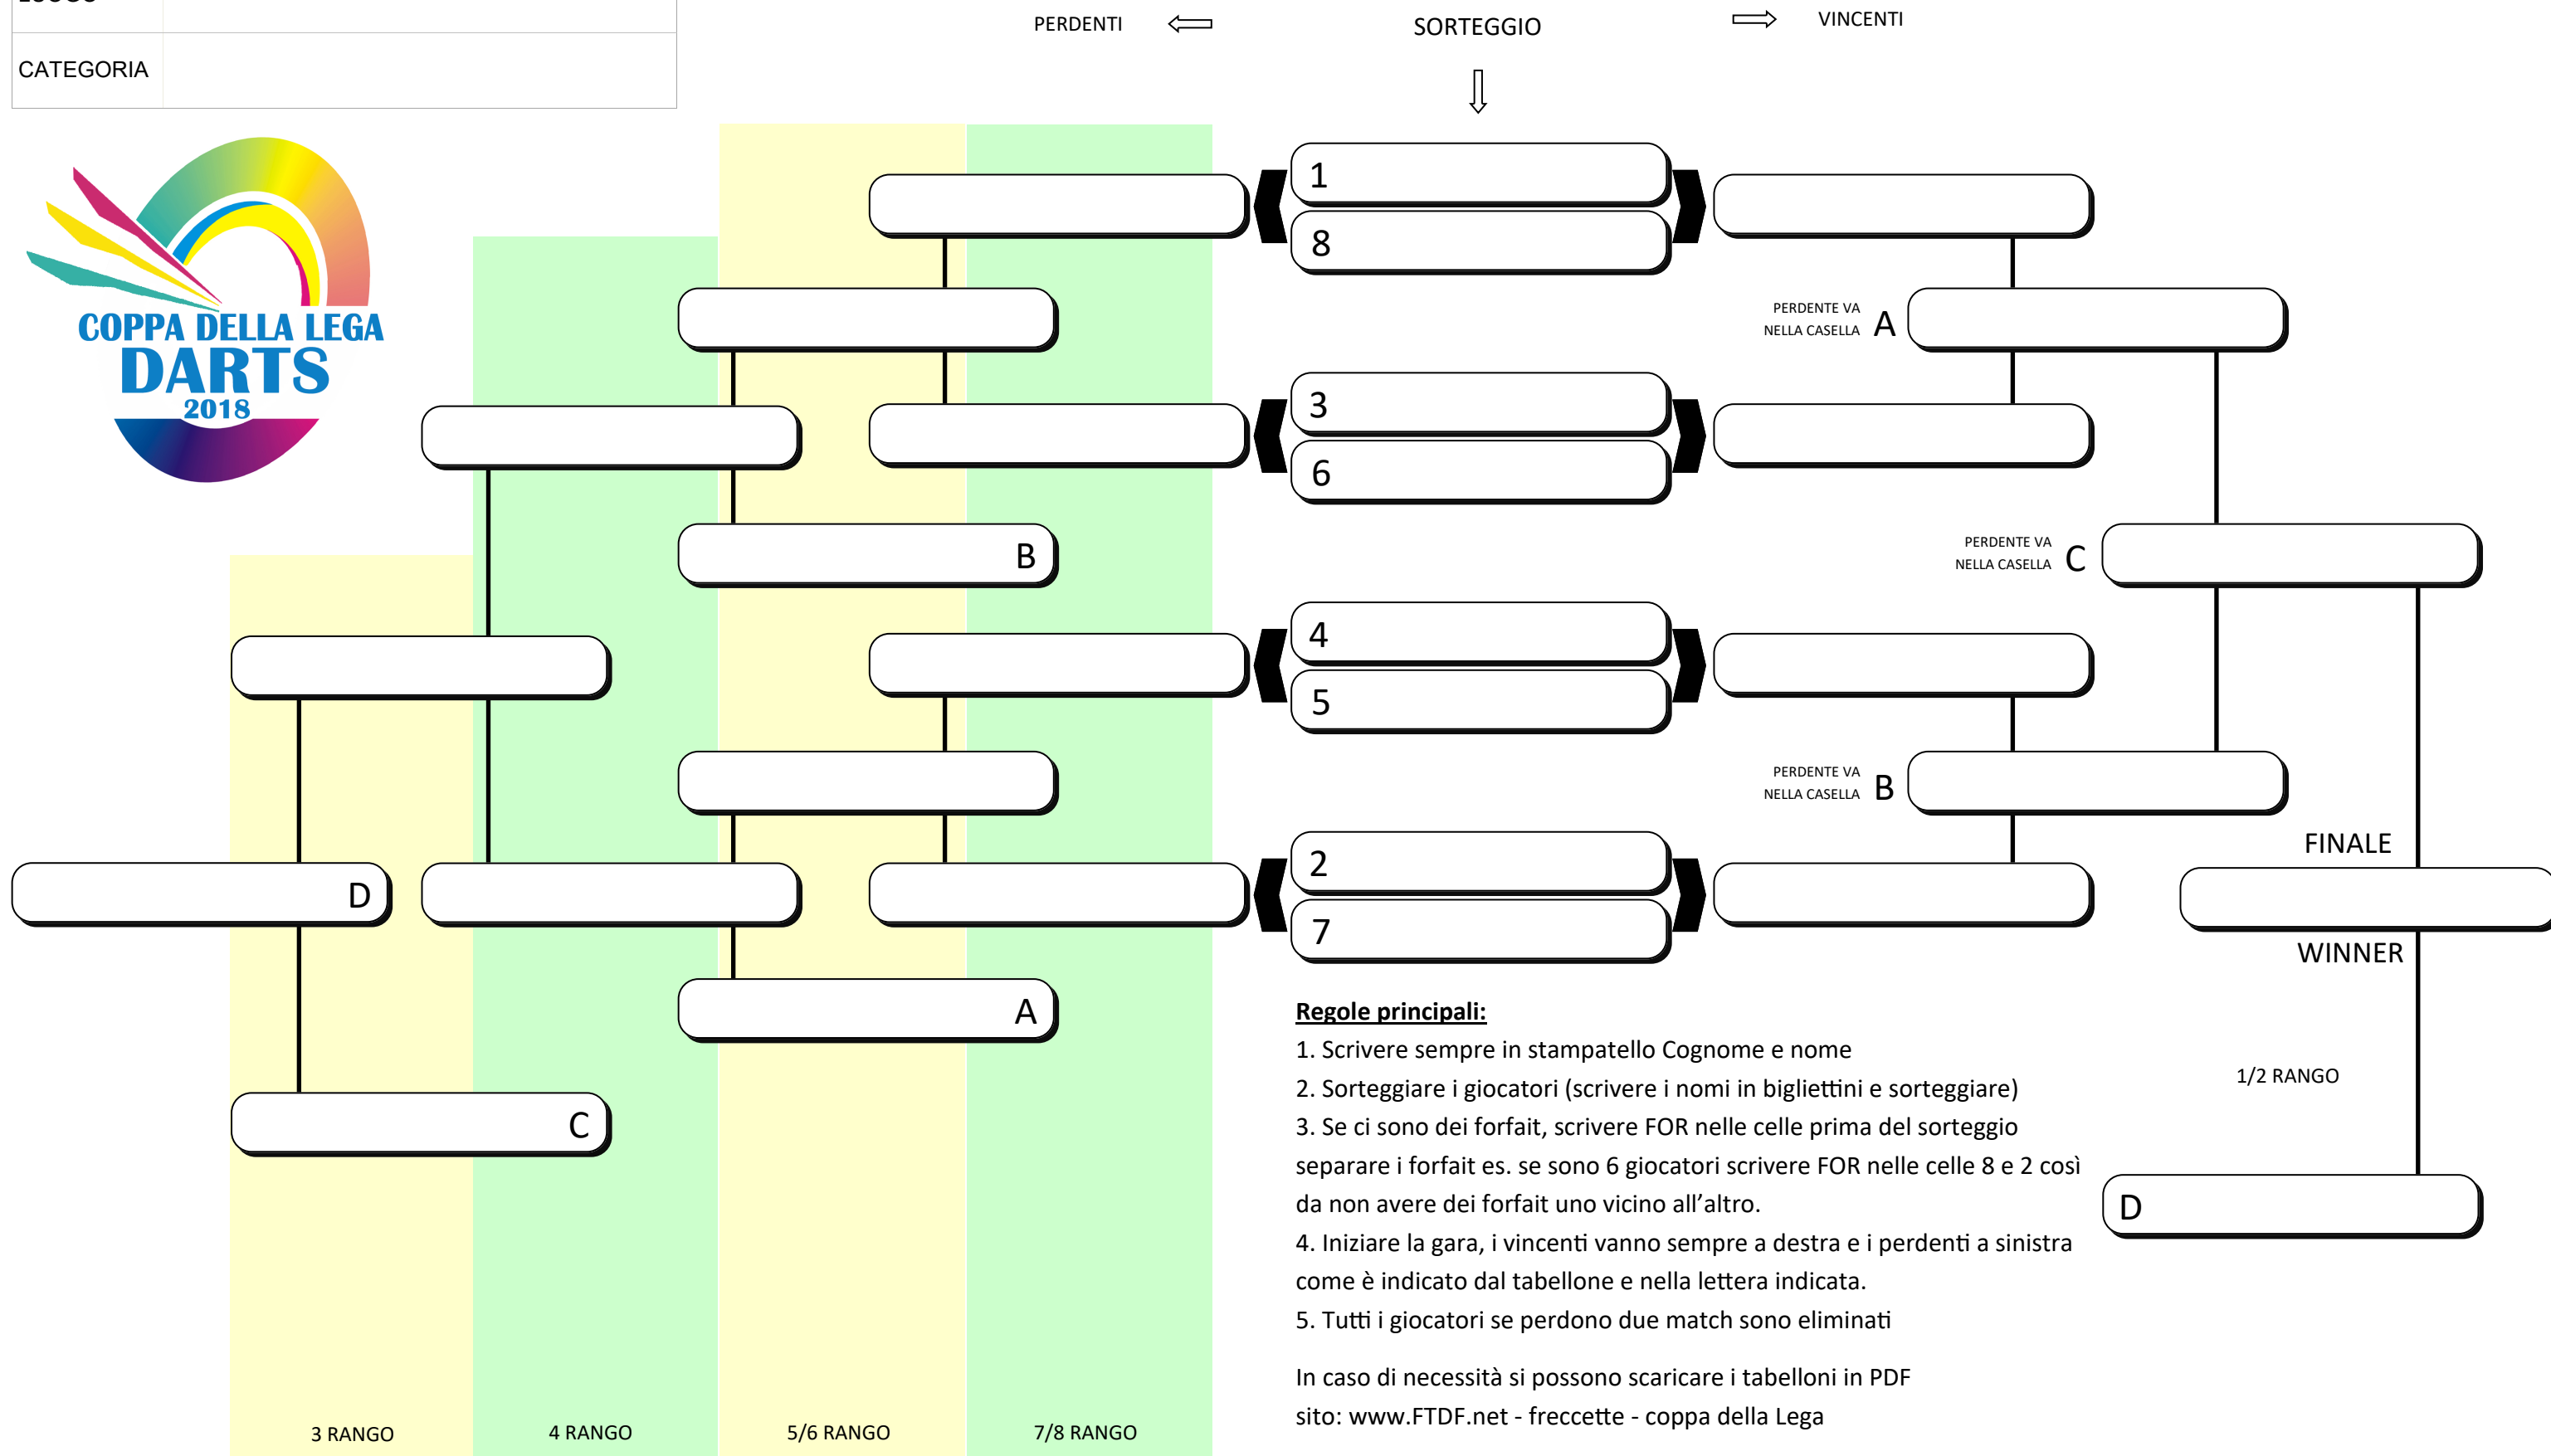 CATEGORIA
PERDENTI
SORTEGGIO
VINCENTI
COPPA DELLA LEGA
DARTS
2018
1
8
PERDENTE VA
NELLA CASELLA A
3
6
B
PERDENTE VA
NELLA CASELLA C
4
5
PERDENTE VA
NELLA CASELLA B
2
7
FINALE
D
WINNER
A
C
Regole principali:
1. Scrivere sempre in stampatello Cognome e nome
2. Sorteggiare i giocatori (scrivere i nomi in bigliettini e sorteggiare)
3. Se ci sono dei forfait, scrivere FOR nelle celle prima del sorteggio
separare i forfait es. se sono 6 giocatori scrivere FOR nelle celle 8 e 2 così
da non avere dei forfait uno vicino all'altro.
4. Iniziare la gara, i vincenti vanno sempre a destra e i perdenti a sinistra
come è indicato dal tabellone e nella lettera indicata.
5. Tutti i giocatori se perdono due match sono eliminati
1/2 RANGO
D
In caso di necessità si possono scaricare i tabelloni in PDF
sito: www.FTDF.net - freccette - coppa della Lega
3 RANGO
4 RANGO
5/6 RANGO
7/8 RANGO